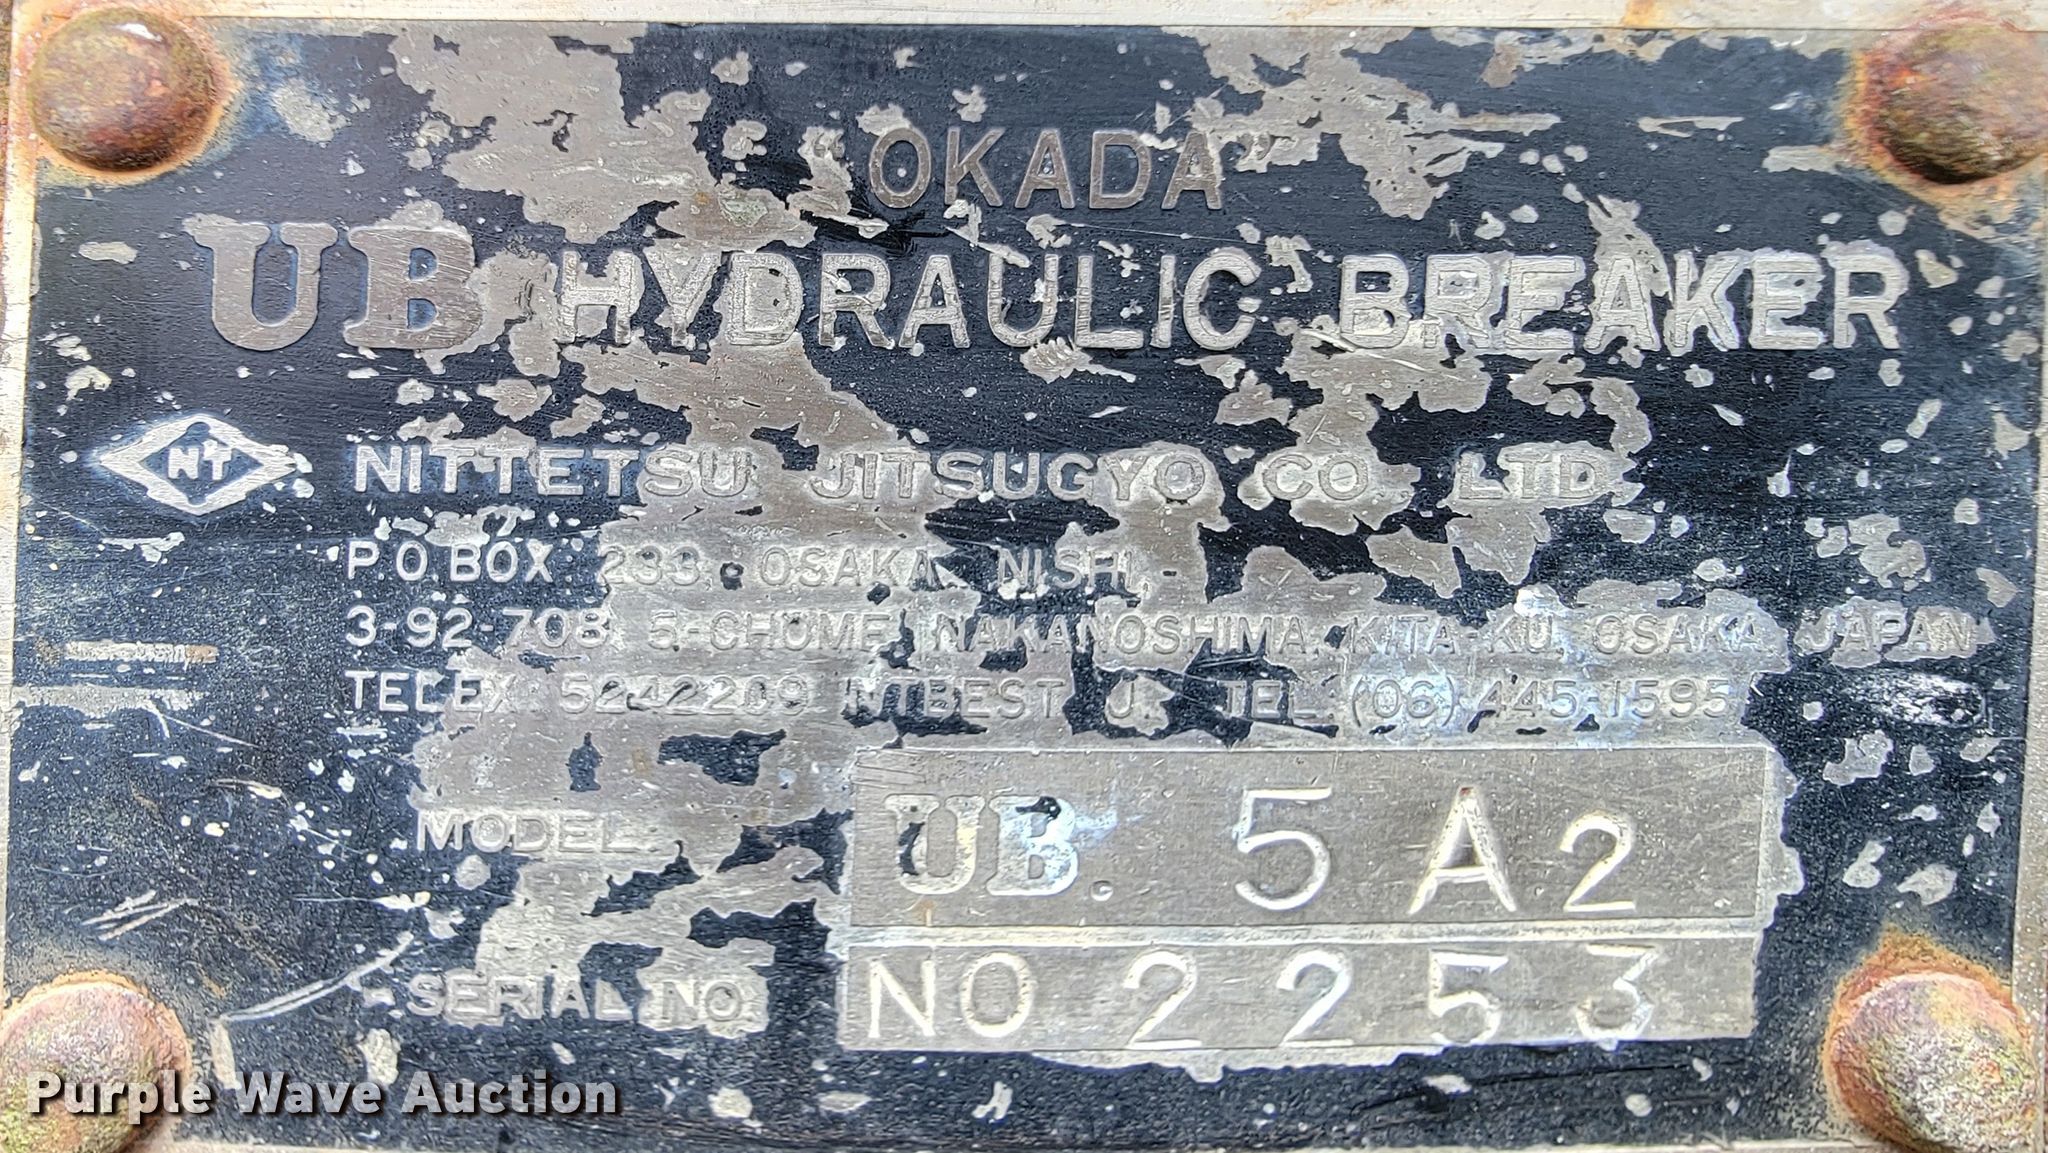 OKADA
UB HYDRAULIC BREAKER
NT NITTETSU JITSUGYO CO. LTD.
P.O.BOX 233, OSAKA NISHI,
3-92-708 5-CHOME NAKANOSHIMA, KITA-KU, OSAKA JAPAN
TELEX 5242209 NTBEST J. TEL (06) 445-1595
MODEL UB. 5A2
SERIAL NO. NO 2253
Purple Wave Auction